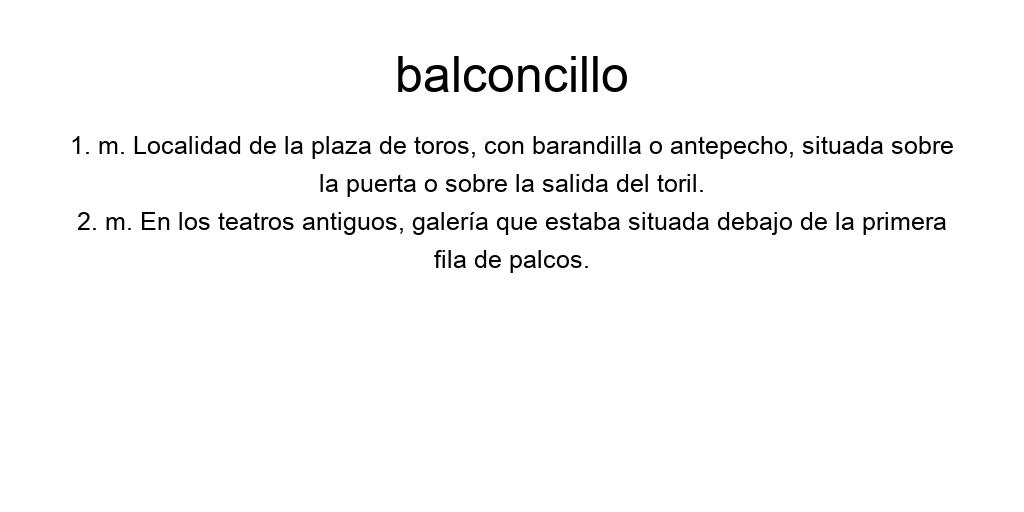 balconcillo
1. m. Localidad de la plaza de toros, con barandilla o antepecho, situada sobre
la puerta o sobre la salida del toril.
2. m. En los teatros antiguos, galería que estaba situada debajo de la primera
fila de palcos.